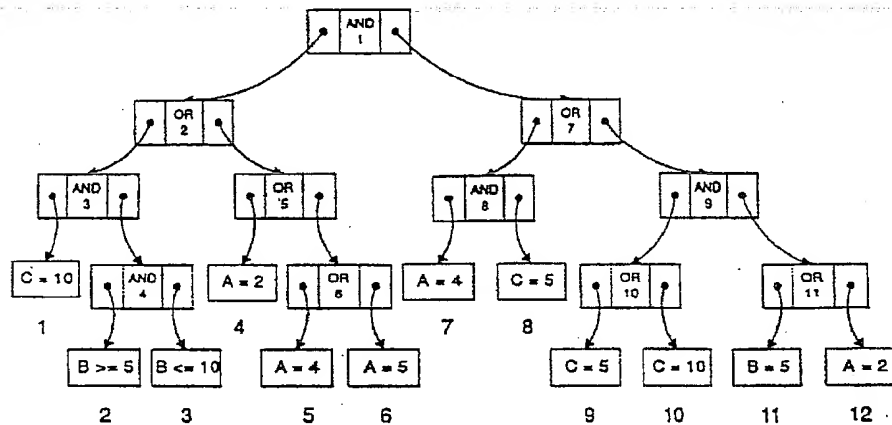 AND
1
OR
2
OR
7
AND
3
OR
5
AND
8
AND
9
C = 10
AND
4
A = 2
OR
6
A = 4
C = 5
OR
10
OR
11
1
4
7
8
B >= 5
B <= 10
A = 4
A = 5
C = 5
C = 10
B = 5
A = 2
2
3
5
6
9
10
11
12